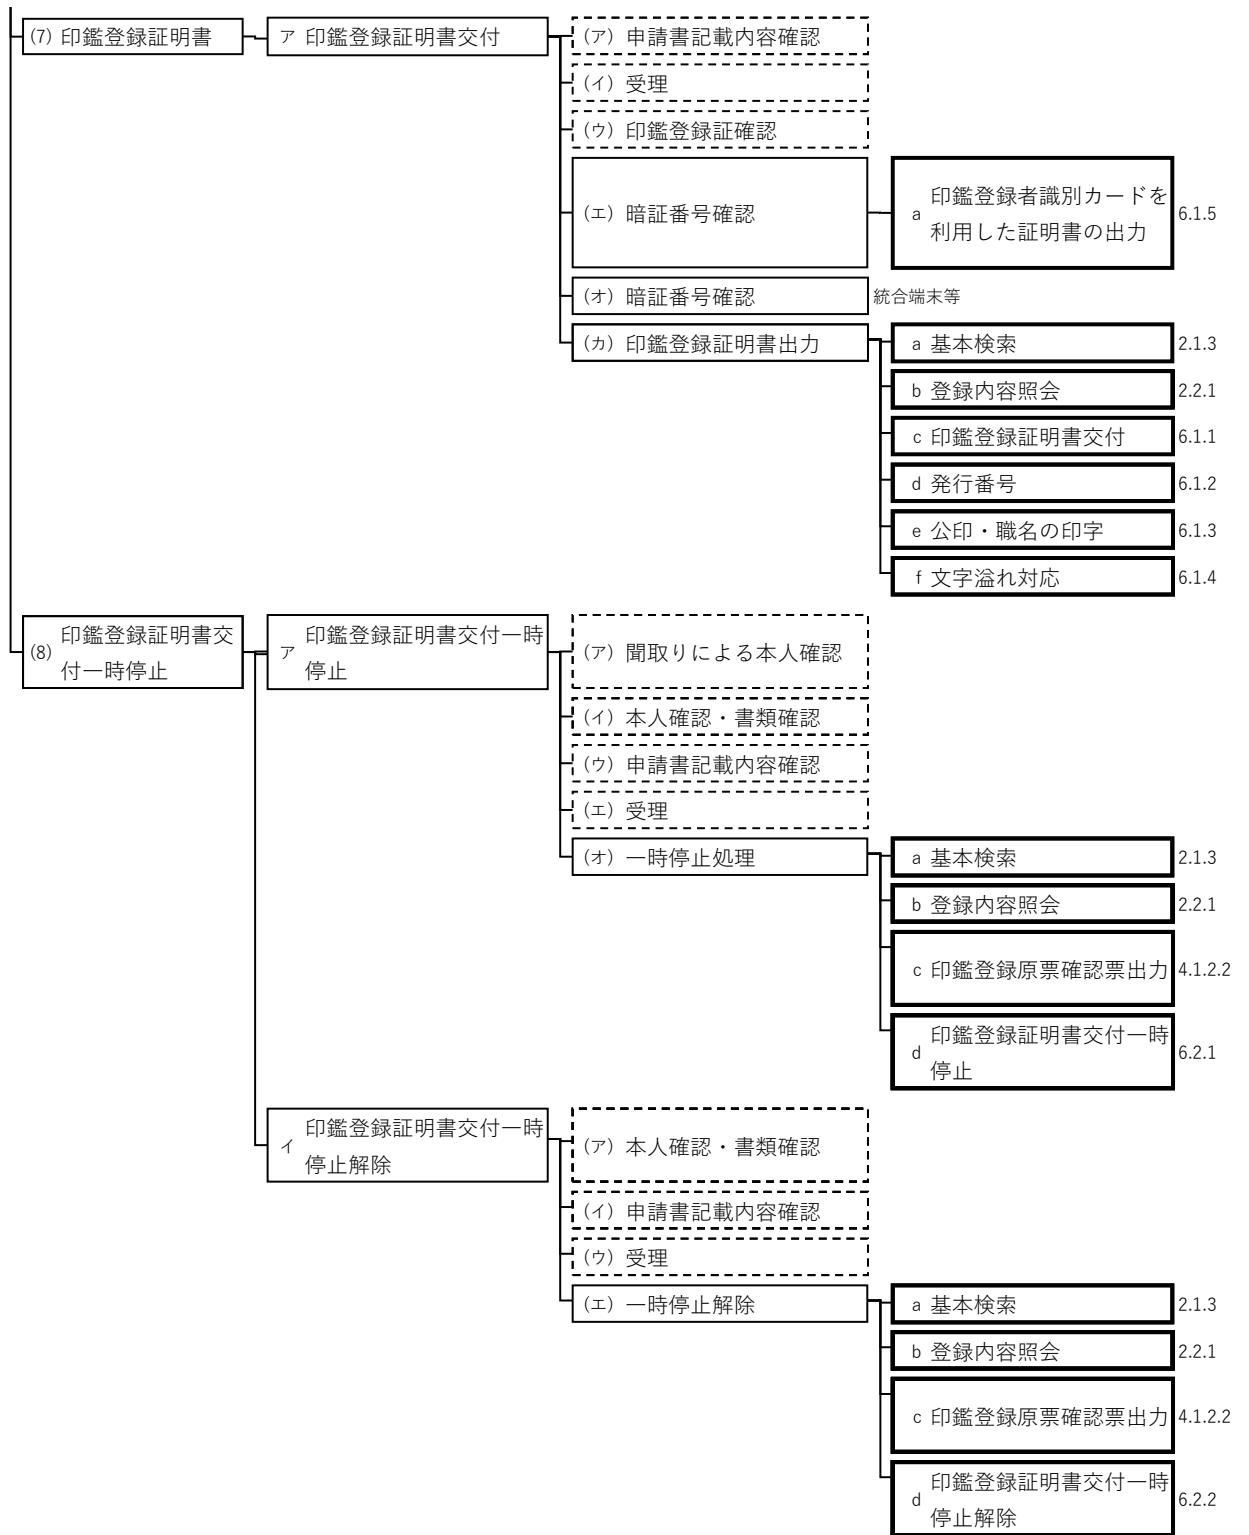 (7) 印鑑登録証明書
ア 印鑑登録証明書交付
(ア) 申請書記載内容確認
(イ) 受理
(ウ) 印鑑登録証確認
(エ) 暗証番号確認
a 印鑑登録者識別カードを
利用した証明書の出力
6.1.5
(オ) 暗証番号確認
統合端末等
(カ) 印鑑登録証明書出力
a 基本検索
2.1.3
b 登録内容照会
2.2.1
c 印鑑登録証明書交付
6.1.1
d 発行番号
6.1.2
e 公印・職名の印字
6.1.3
f 文字溢れ対応
6.1.4
(8) 印鑑登録証明書交
付一時停止
ア 印鑑登録証明書交付一時
停止
(ア) 聞取りによる本人確認
(イ) 本人確認・書類確認
(ウ) 申請書記載内容確認
(エ) 受理
(オ) 一時停止処理
a 基本検索
2.1.3
b 登録内容照会
2.2.1
c 印鑑登録原票確認票出力
4.1.2.2
d 印鑑登録証明書交付一時
停止
6.2.1
イ 印鑑登録証明書交付一時
停止解除
(ア) 本人確認・書類確認
(イ) 申請書記載内容確認
(ウ) 受理
(エ) 一時停止解除
a 基本検索
2.1.3
b 登録内容照会
2.2.1
c 印鑑登録原票確認票出力
4.1.2.2
d 印鑑登録証明書交付一時
停止解除
6.2.2